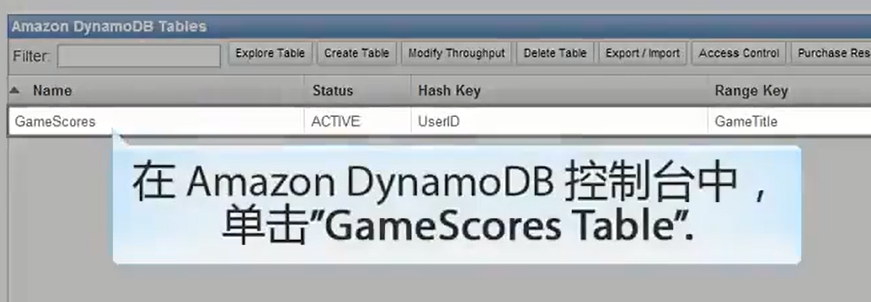 Amazon DynamoDB Tables
Filter: Explore Table Create Table Modify Throughput Delete Table Export / Import Access Control Purchase Res
Name Status Hash Key Range Key
GameScores ACTIVE UserID GameTitle
在 Amazon DynamoDB 控制台中，
单击”GameScores Table”.